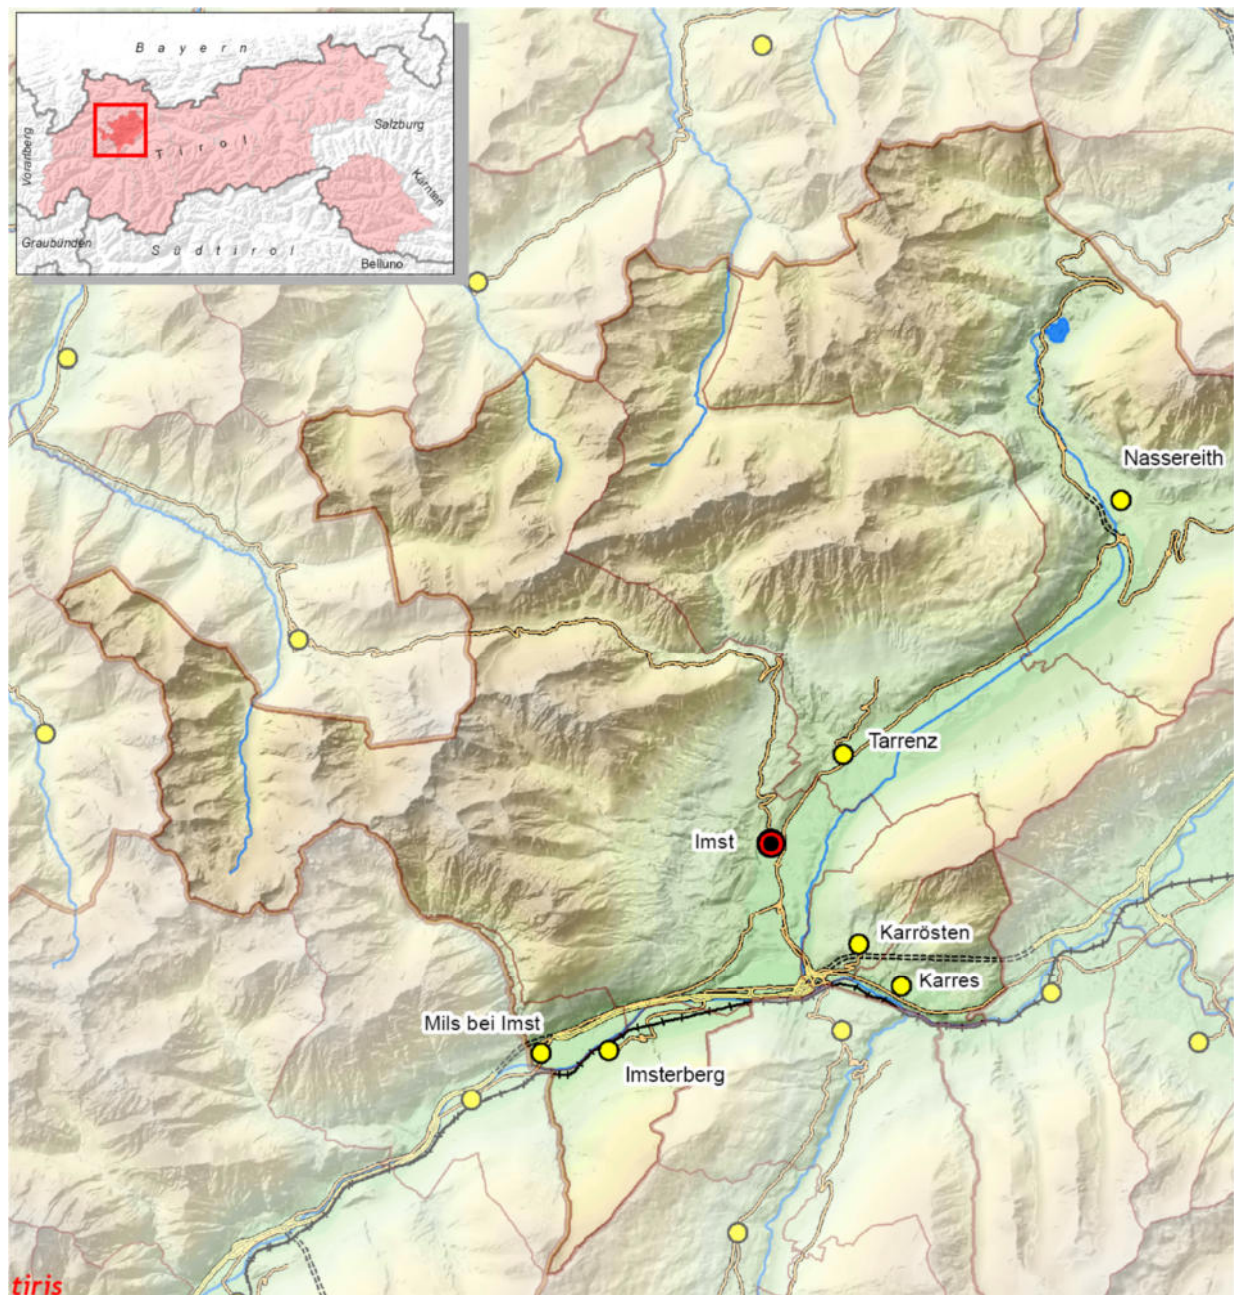 Bayern
Salzburg
Vorarlberg
Tirol
Kärnten
Graubünden
Südtirol
Belluno
Nassereith
Tarrenz
Imst
Karrösten
Karres
Mils bei Imst
Imsterberg
tiris